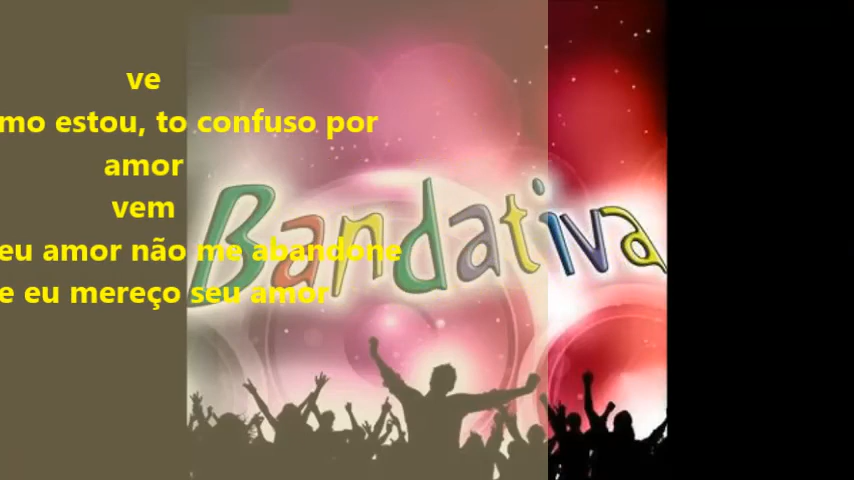 ve
mo estou, to confuso por
amor
vem
eu amor não me abandone
e eu mereço seu amor
Bandativa